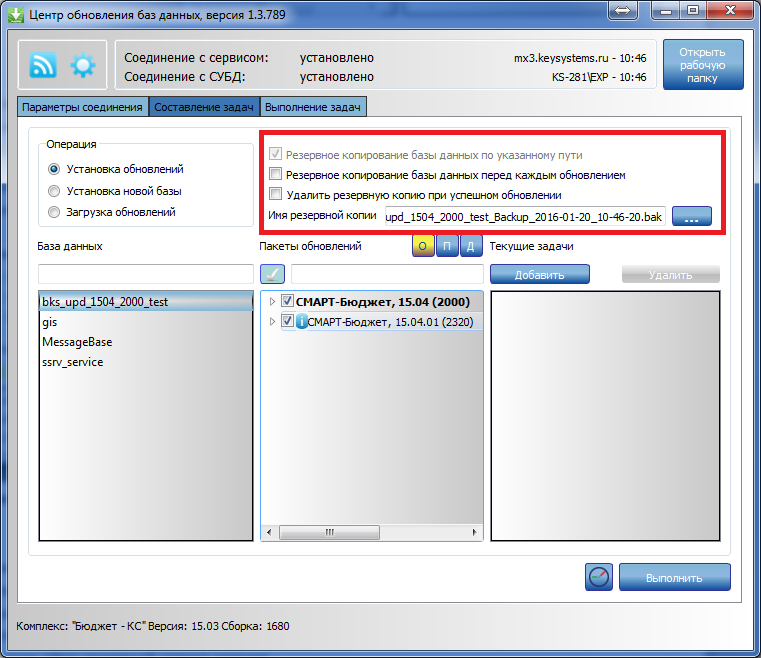 Центр обновления баз данных, версия 1.3.789
Соединение с сервисом: установлено mx3.keysystems.ru - 10:46
Соединение с СУБД: установлено KS-281\EXP - 10:46
Открыть рабочую папку
Параметры соединения Составление задач Выполнение задач
Операция
Установка обновлений
Установка новой базы
Загрузка обновлений
Резервное копирование базы данных по указанному пути
Резервное копирование базы данных перед каждым обновлением
Удалить резервную копию при успешном обновлении
Имя резервной копии upd_1504_2000_test_Backup_2016-01-20_10-46-20.bak ...
База данных Пакеты обновлений О П Д Текущие задачи
Добавить Удалить
bks_upd_1504_2000_test
gis
MessageBase
ssrv_service
СМАРТ-Бюджет, 15.04 (2000)
СМАРТ-Бюджет, 15.04.01 (2320)
Выполнить
Комплекс: "Бюджет - КС" Версия: 15.03 Сборка: 1680